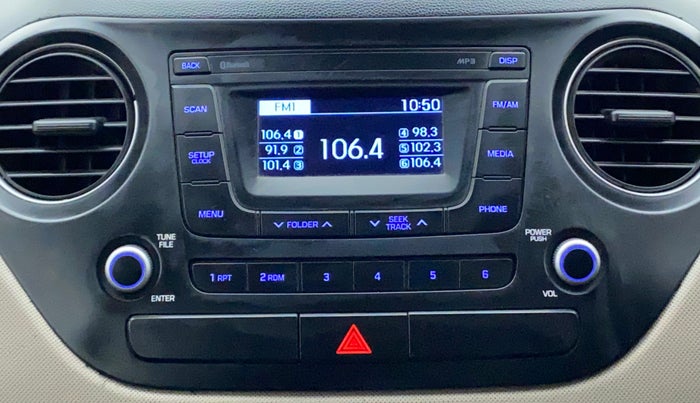 BACK
Bluetooth
MP3
DISP
SCAN
FM1
10:50
FM/AM
106.4 1
4 98.3
91.9 2
106.4
5 102.3
101.4 3
6 106.4
SETUP
CLOCK
MEDIA
MENU
FOLDER
SEEK
TRACK
PHONE
TUNE
FILE
POWER
PUSH
1 RPT
2 RDM
3
4
5
6
ENTER
VOL